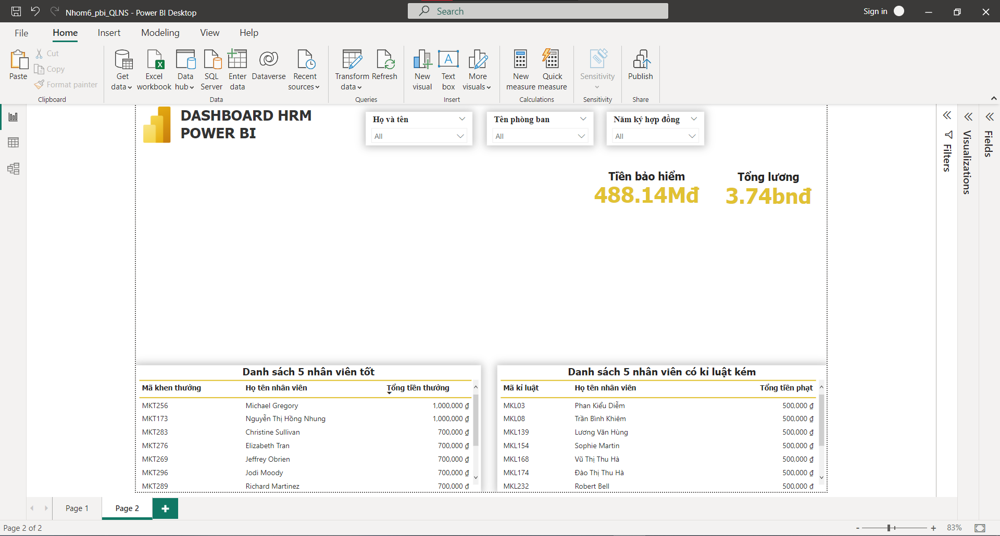 Nhom6_pbi_QLNS - Power BI Desktop
Search
Sign in
File Home Insert Modeling View Help
Paste
Cut
Copy
Format painter
Clipboard
Get data
Excel workbook
Data hub
SQL Server
Enter data
Dataverse
Recent sources
Data
Transform data
Refresh
Queries
New visual
Text box
More visuals
Insert
New measure
Quick measure
Calculations
Sensitivity
Sensitivity
Publish
Share
DASHBOARD HRM
POWER BI
Họ và tên
All
Tên phòng ban
All
Năm ký hợp đồng
All
Tiền bảo hiểm
488.14Mđ
Tổng lương
3.74bnđ
Filters
Visualizations
Fields
Danh sách 5 nhân viên tốt
Mã khen thưởng Họ tên nhân viên Tổng tiền thưởng
MKT256 Michael Gregory 1,000,000 ₫
MKT173 Nguyễn Thị Hồng Nhung 1,000,000 ₫
MKT283 Christine Sullivan 700,000 ₫
MKT276 Elizabeth Tran 700,000 ₫
MKT269 Jeffrey Obrien 700,000 ₫
MKT296 Jodi Moody 700,000 ₫
MKT289 Richard Martinez 700,000 ₫
Danh sách 5 nhân viên có kỉ luật kém
Mã kỉ luật Họ tên nhân viên Tổng tiền phạt
MKL03 Phan Kiểu Diễm 500,000 ₫
MKL08 Trần Bình Khiêm 500,000 ₫
MKL139 Lương Văn Hùng 500,000 ₫
MKL154 Sophie Martin 500,000 ₫
MKL168 Vũ Thị Thu Hà 500,000 ₫
MKL174 Đào Thị Thu Hà 500,000 ₫
MKL232 Robert Bell 500,000 ₫
Page 1
Page 2
Page 2 of 2
83%